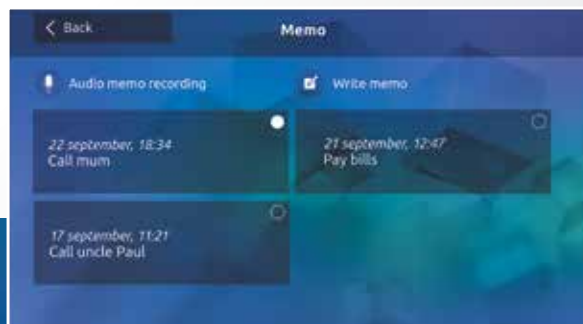 Back
Memo
Audio memo recording
Write memo
22 september, 18:34
Call mum
21 september, 12:47
Pay bills
17 september, 11:21
Call uncle Paul